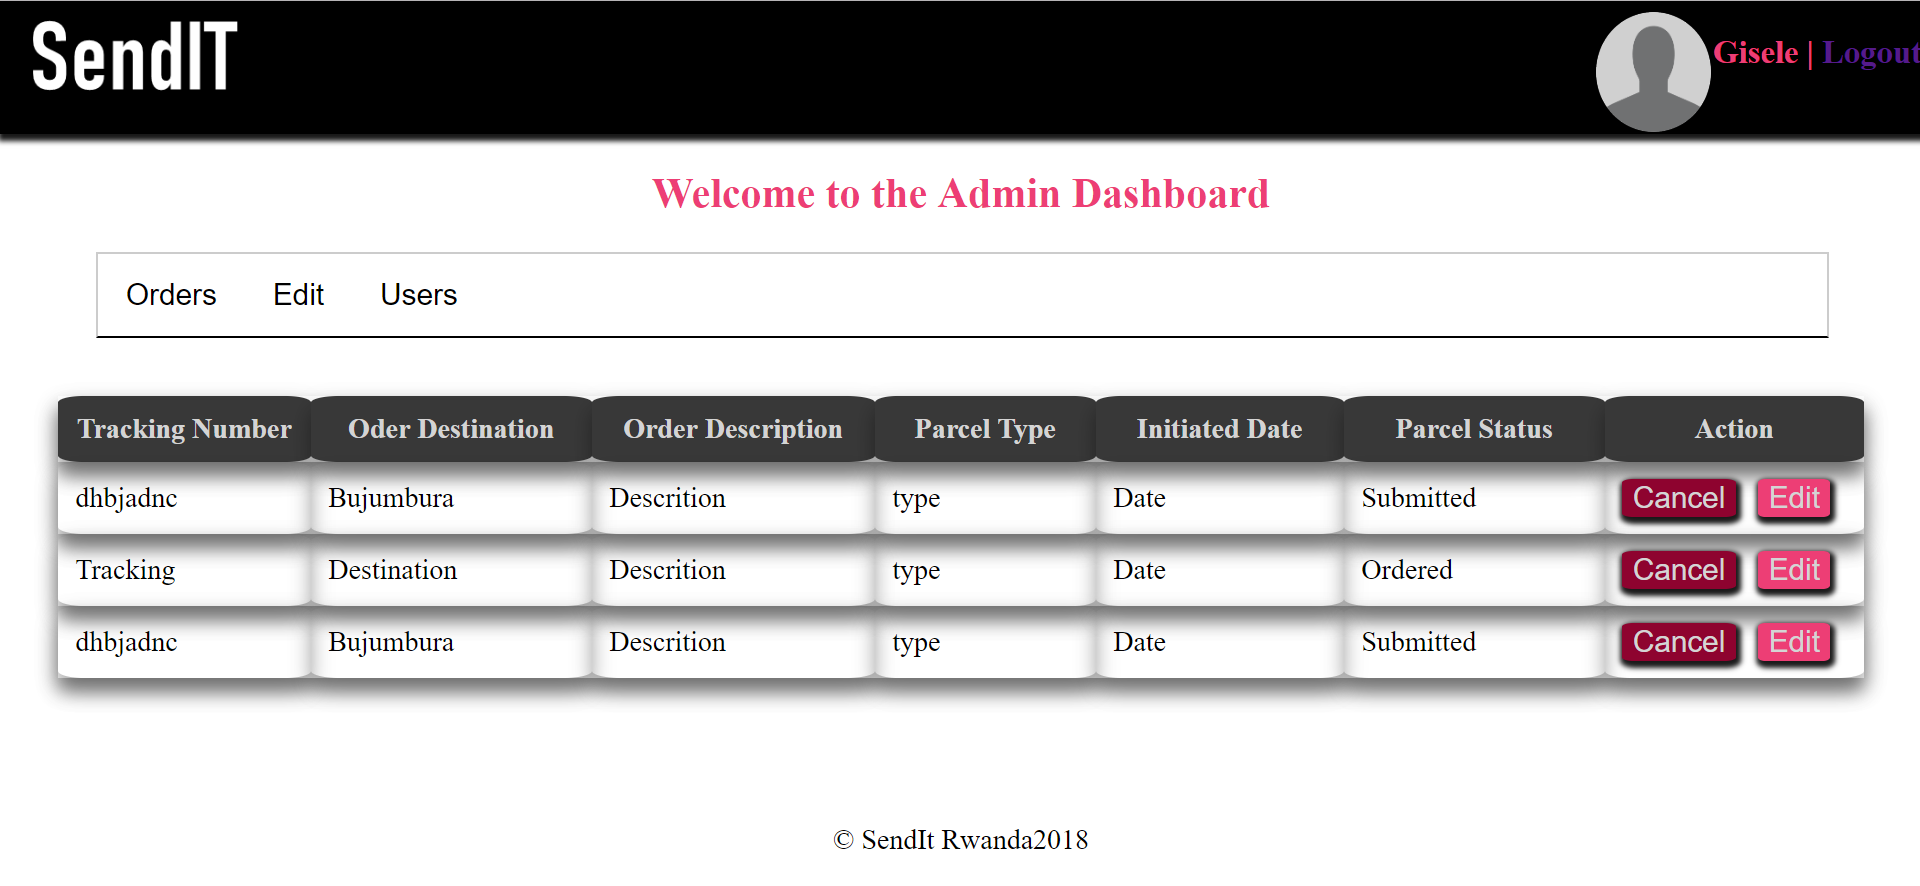 SendIT
Gisele | Logout
Welcome to the Admin Dashboard
Orders Edit Users
Tracking Number Oder Destination Order Description Parcel Type Initiated Date Parcel Status Action
dhbjadnc Bujumbura Descrition type Date Submitted Cancel Edit
Tracking Destination Descrition type Date Ordered Cancel Edit
dhbjadnc Bujumbura Descrition type Date Submitted Cancel Edit
© SendIt Rwanda2018